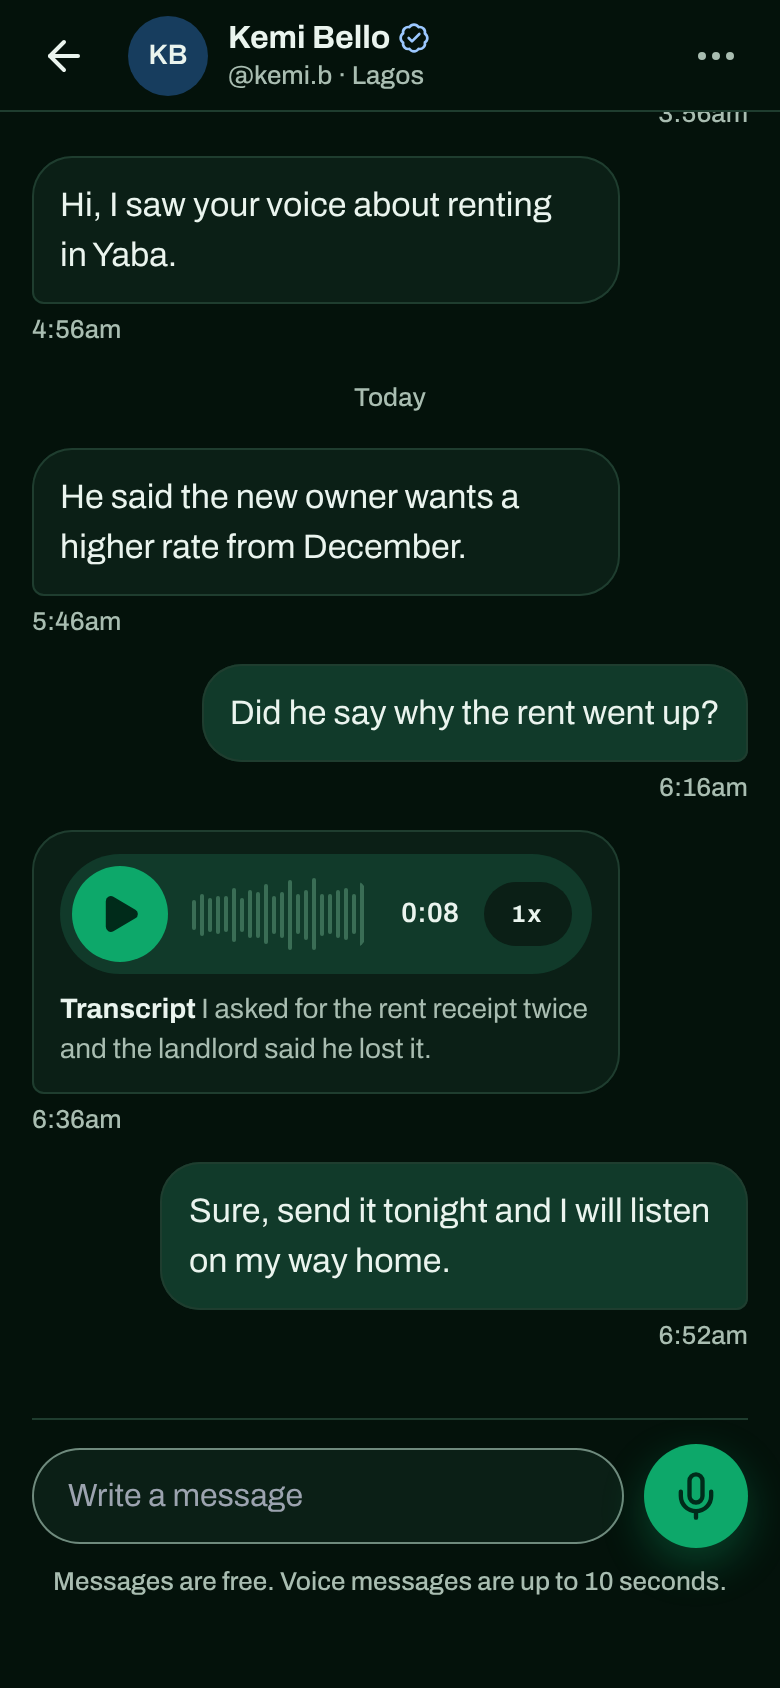 KB
Kemi Bello
@kemi.b · Lagos
3:56am
Hi, I saw your voice about renting
in Yaba.
4:56am
Today
He said the new owner wants a
higher rate from December.
5:46am
Did he say why the rent went up?
6:16am
0:08
1x
Transcript I asked for the rent receipt twice
and the landlord said he lost it.
6:36am
Sure, send it tonight and I will listen
on my way home.
6:52am
Write a message
Messages are free. Voice messages are up to 10 seconds.